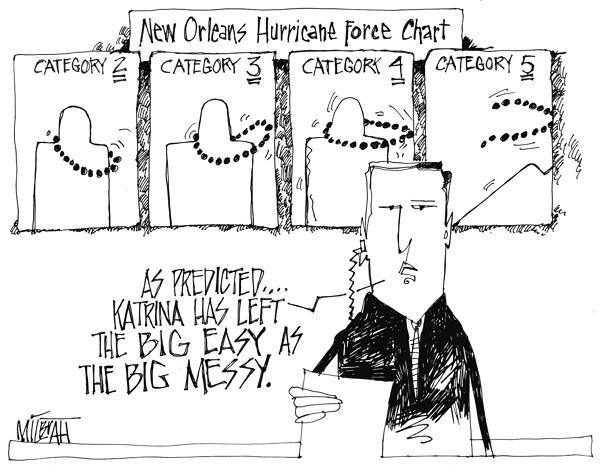 New Orleans Hurricane Force Chart
CATEGORY 2
CATEGORY 3
CATEGORY 4
CATEGORY 5
AS PREDICTED....
KATRINA HAS LEFT
THE BIG EASY AS
THE BIG MESSY.
MILBRATH